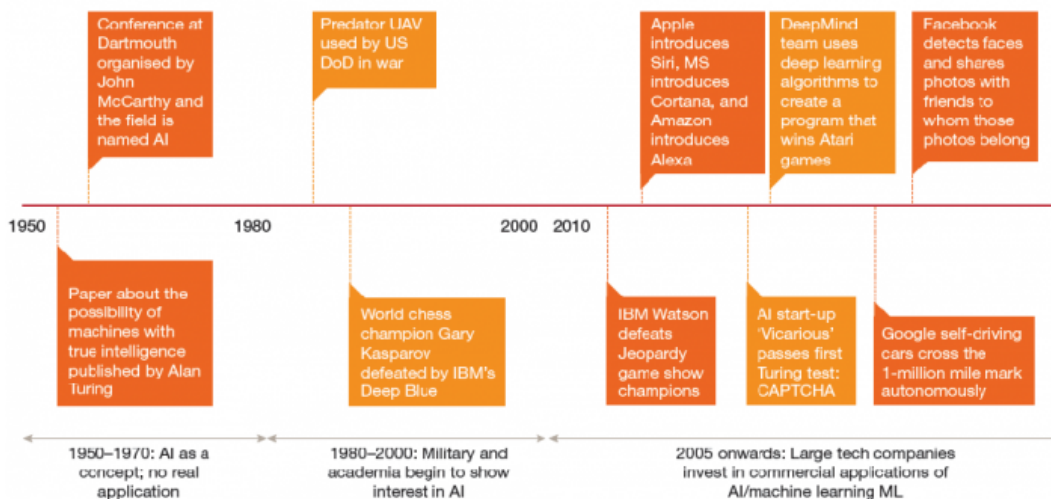 Conference at
Dartmouth
organised by
John
McCarthy and
the field is
named AI
Predator UAV
used by US
DoD in war
Apple
introduces
Siri, MS
introduces
Cortana, and
Amazon
introduces
Alexa
DeepMind
team uses
deep learning
algorithms to
create a
program that
wins Atari
games
Facebook
detects faces
and shares
photos with
friends to
whom those
photos belong
1950
1980
2000
2010
Paper about the
possibility of
machines with
true intelligence
published by Alan
Turing
World chess
champion Gary
Kasparov
defeated by IBM's
Deep Blue
IBM Watson
defeats
Jeopardy
game show
champions
AI start-up
'Vicarious'
passes first
Turing test:
CAPTCHA
Google self-driving
cars cross the
1-million mile mark
autonomously
1950–1970: AI as a
concept; no real
application
1980–2000: Military and
academia begin to show
interest in AI
2005 onwards: Large tech companies
invest in commercial applications of
AI/machine learning ML